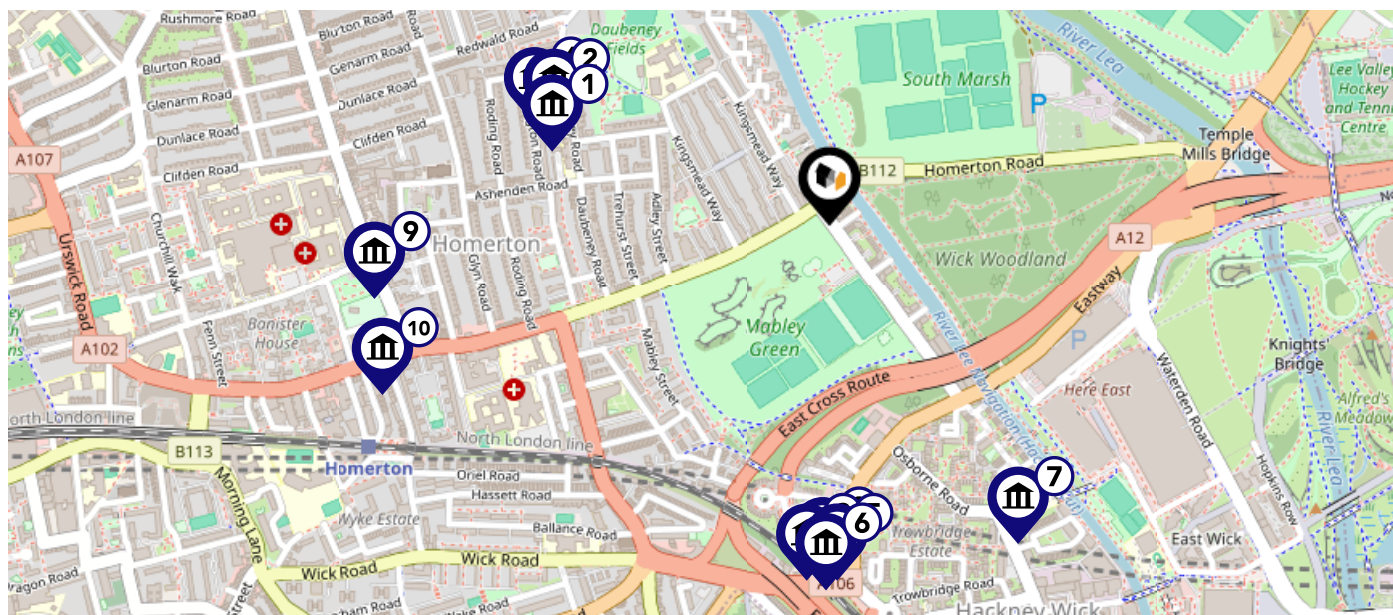 Rushmore Road
Blurton Road
Redwald Road
Daubeney
Fields
River Lea
Blurton Road
Genarm Road
Lee Valley
Hockey
and Tennis
Centre
Glenarm Road
Dunlace Road
South Marsh
P
2
1
Roding Road
Kingsmead Way
Dunlace Road
Clifden Road
Kingsmead Way
Temple
Mills Bridge
A107
Clifden Road
B112
Homerton Road
Ashenden Road
Daubeney Road
Trehurst Street
Adley Street
Churchill Wak
9
Homerton
A12
Urswick Road
Glyn Road
Roding Road
Wick Woodland
Eastway
Fenn Street
Banister
House
10
Mabley
Green
Mabley Street
River Lee Navigation
P
A102
Knights'
Bridge
Here East
Waterden Road
East Cross Route
Alfred's
Meadow
River Lea
North London line
North London line
B113
Homerton
Oriel Road
Hassett Road
Osborne Road
7
Hopkins Row
Morning Lane
Wyke Estate
Ballance Road
6
Trowbridge
Estate
East Wick
Wick Road
Wick Road
A106
Trowbridge Road
Hackney Wick